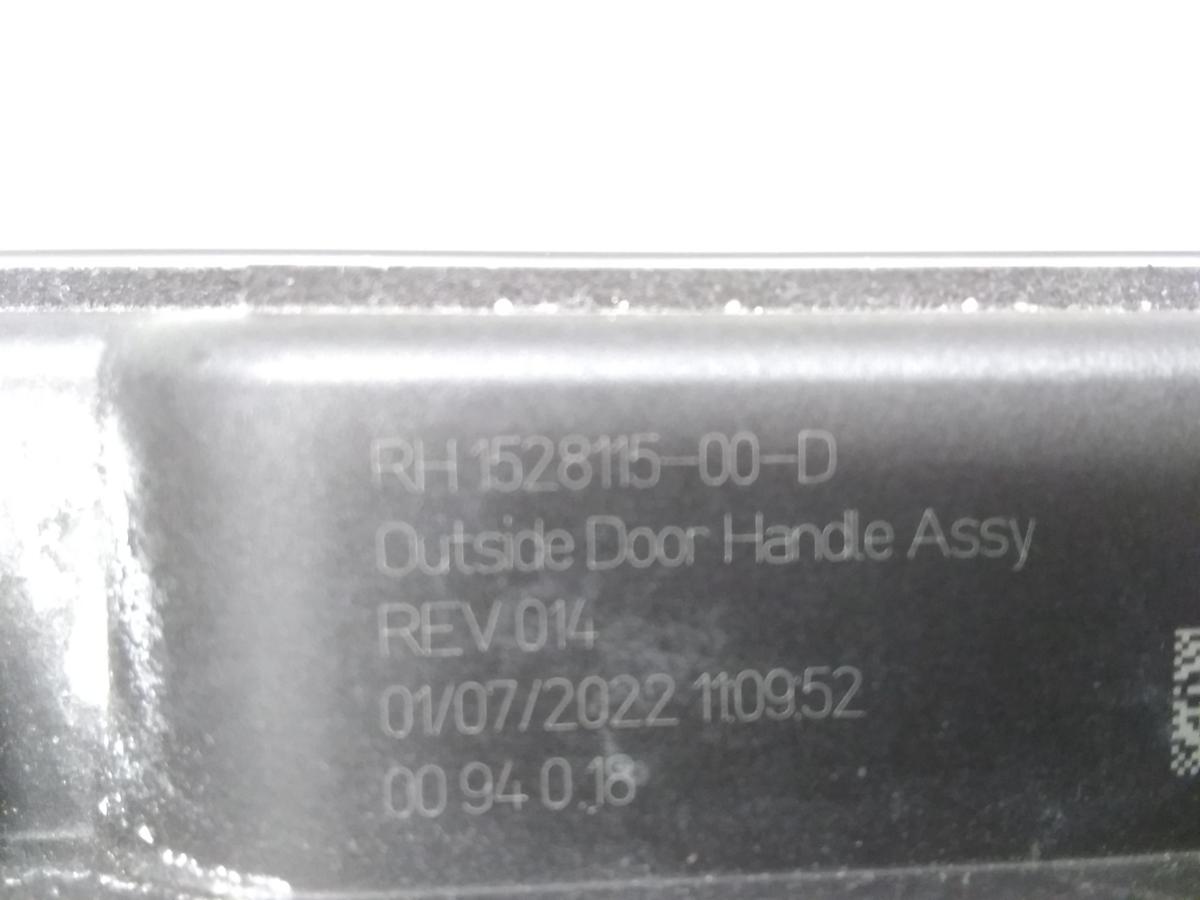 RH 1528115-00-D
Outside Door Handle Assy
REV 014
01/07/2022 11:09:52
00 94 0.18